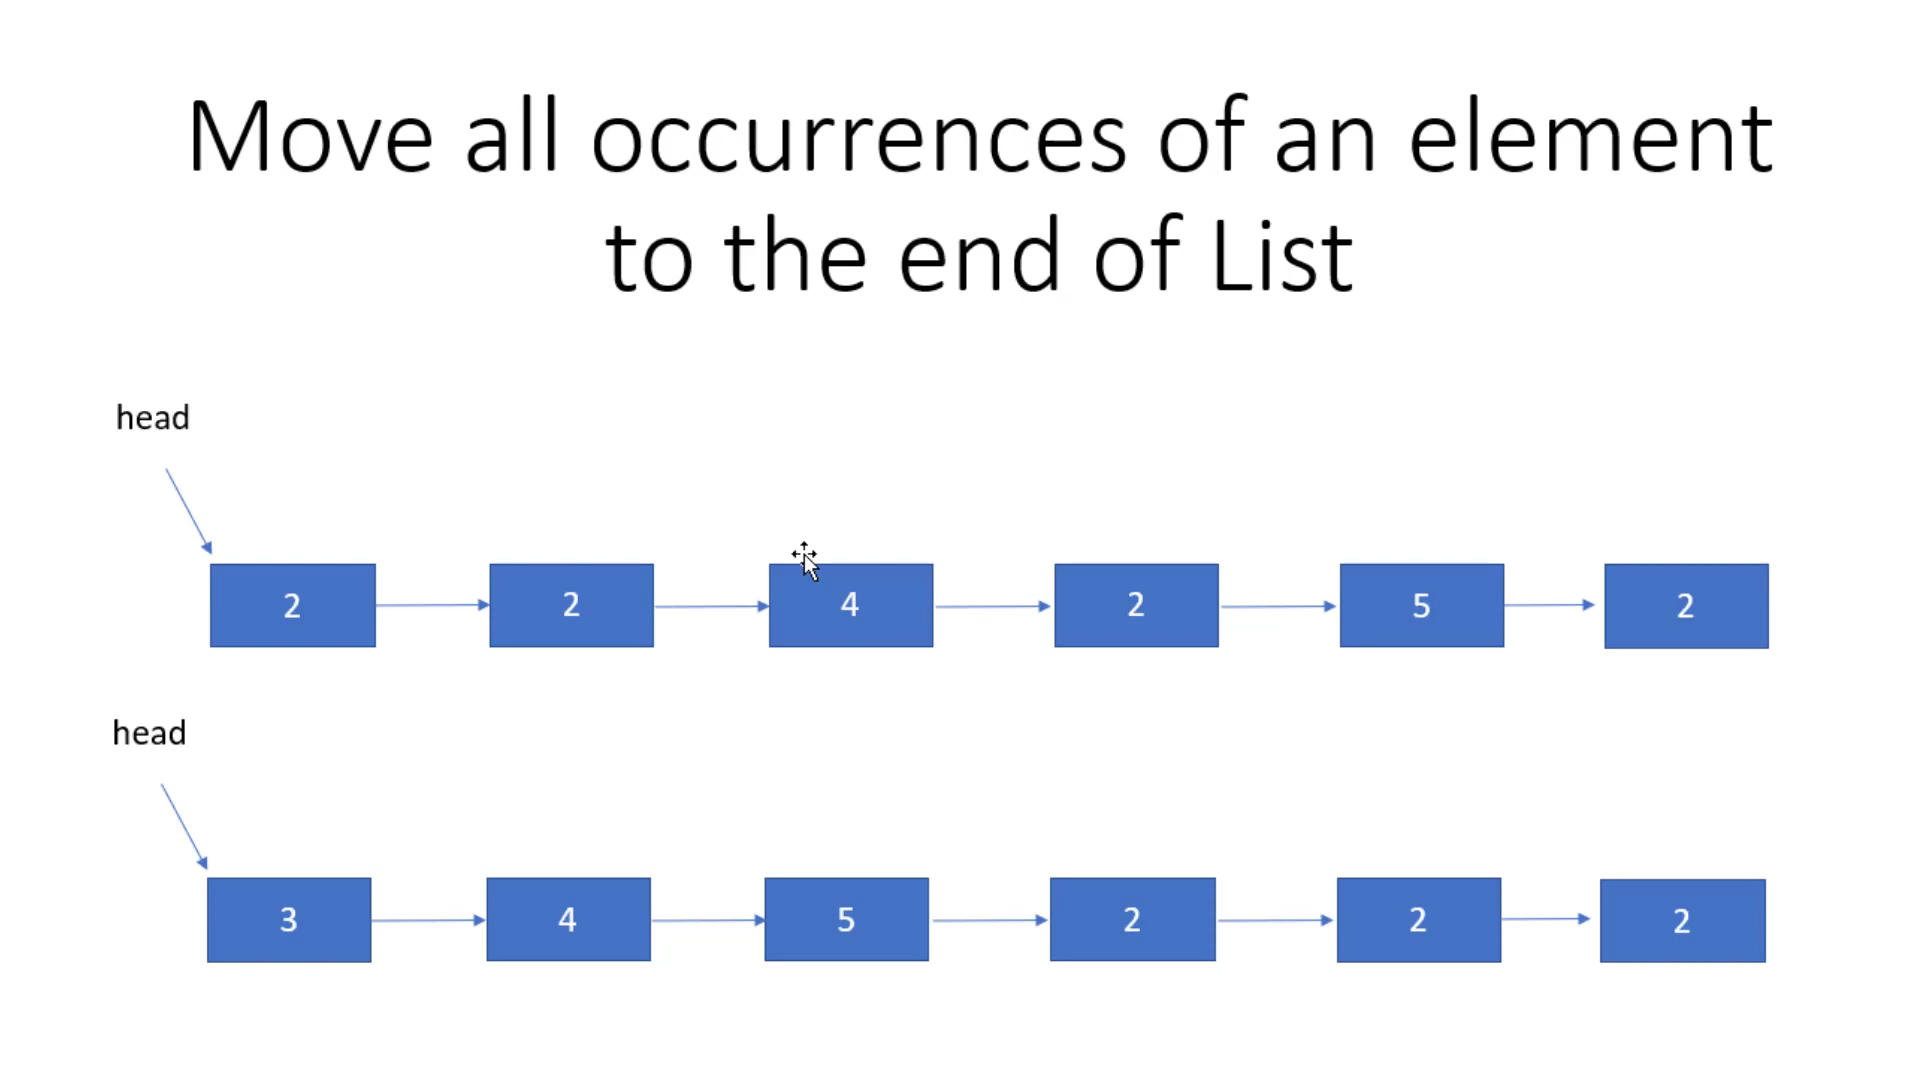 Move all occurrences of an element
to the end of List
head
2 2 4 2 5 2
head
3 4 5 2 2 2